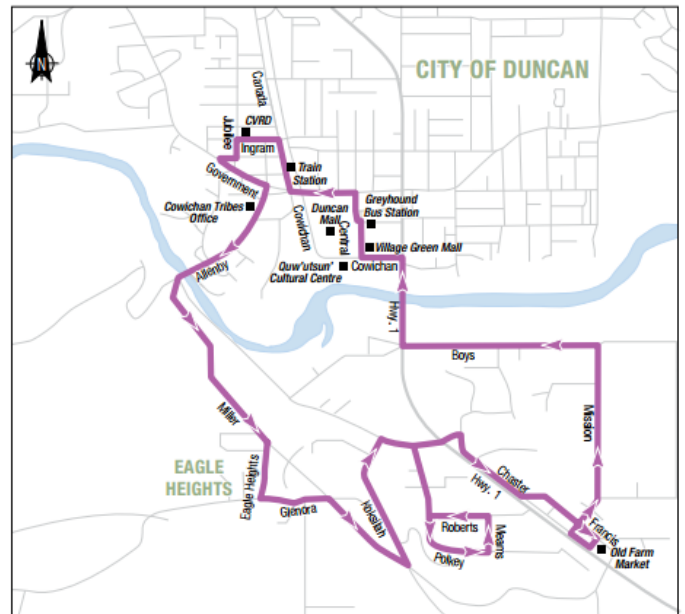 N
CITY OF DUNCAN
Canada
Jubilee
CVRD
Ingram
Train
Station
Government
Cowichan Tribes
Office
Duncan
Mall
Greyhound
Bus Station
Cowichan
Central
Village Green Mall
Quw'utsun'
Cultural Centre
Cowichan
Allenby
Hwy. 1
Boys
Miller
Mission
EAGLE
HEIGHTS
Eagle Heights
Glenora
Koksilah
Chaster
Hwy. 1
Roberts
Mearns
Polkey
Francis
Old Farm
Market